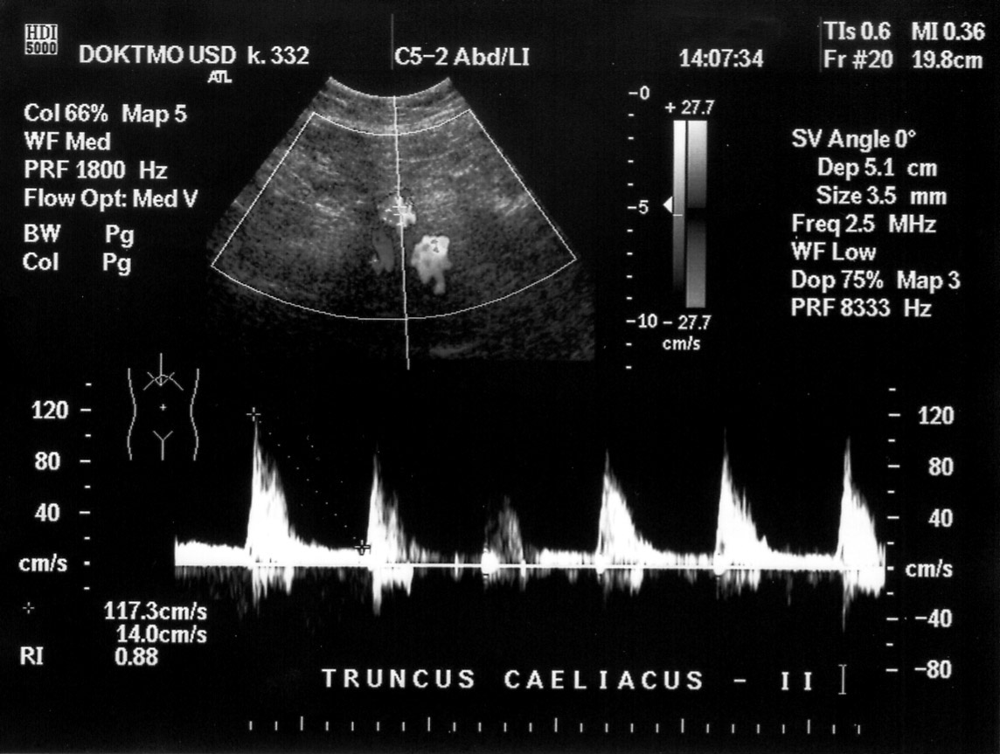 HDI
5000
DOKTMO USD k. 332
ATL
C5-2 Abd/LI
14:07:34
TIs 0.6 MI 0.36
Fr #20 19.8cm
Col 66% Map 5
WF Med
PRF 1800 Hz
Flow Opt: Med V
BW Pg
Col Pg
-0
-5
-10
+ 27.7
- 27.7
cm/s
SV Angle 0°
Dep 5.1 cm
Size 3.5 mm
Freq 2.5 MHz
WF Low
Dop 75% Map 3
PRF 8333 Hz
120
80
40
cm/s
120
80
40
cm/s
-40
-80
117.3cm/s
14.0cm/s
RI 0.88
TRUNCUS CAELIACUS - II